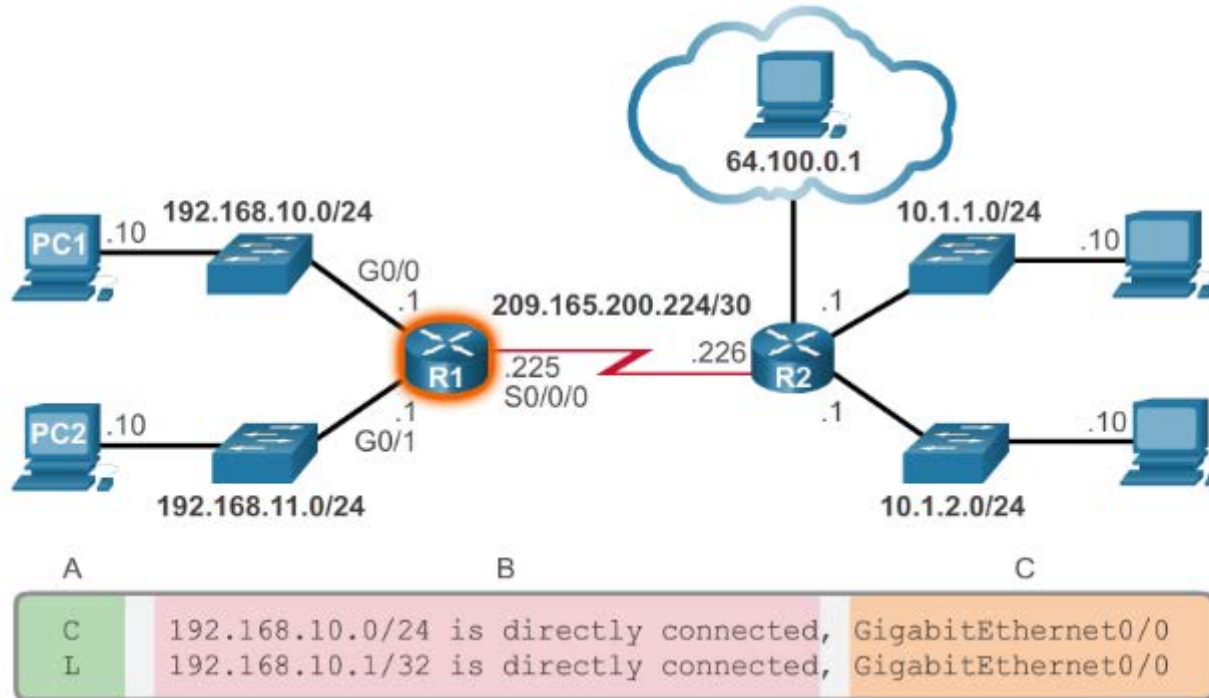 64.100.0.1
192.168.10.0/24
10.1.1.0/24
PC1
.10
.10
G0/0
.1
209.165.200.224/30
.1
R1
.225
S0/0/0
.226
R2
PC2
.10
.1
G0/1
.1
.10
192.168.11.0/24
10.1.2.0/24
A B C
C 192.168.10.0/24 is directly connected, GigabitEthernet0/0
L 192.168.10.1/32 is directly connected, GigabitEthernet0/0